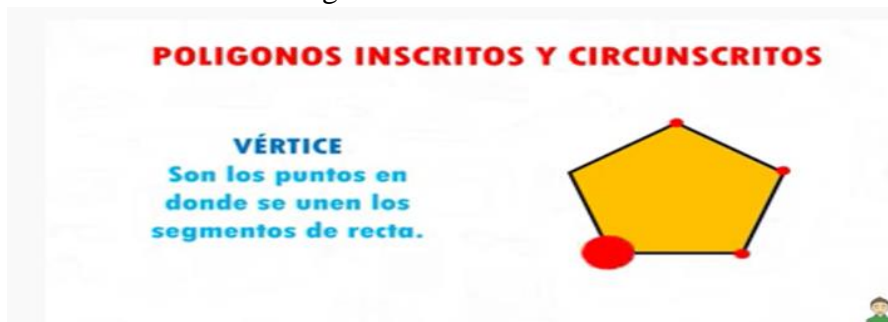 POLIGONOS INSCRITOS Y CIRCUNSCRITOS
VÉRTICE
Son los puntos en
donde se unen los
segmentos de recta.